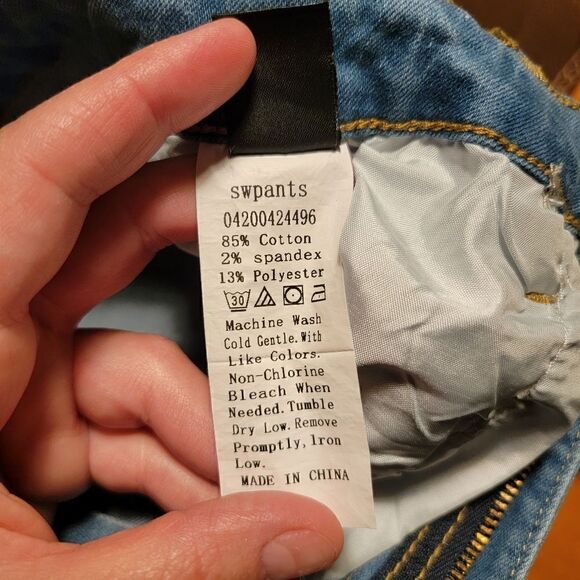 swpants
04200424496
85% Cotton
2% spandex
13% Polyester
30
Machine Wash
Cold Gentle.With
Like Colors.
Non-Chlorine
Bleach When
Needed.Tumble
Dry Low.Remove
Promptly,Iron
Low.
MADE IN CHINA